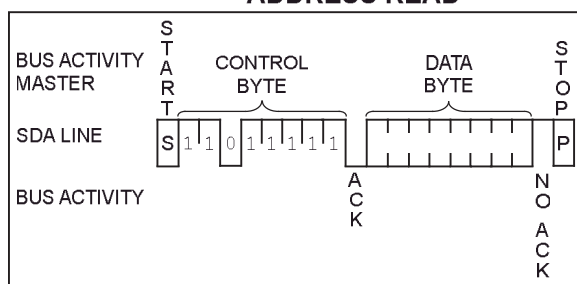 ADDRESS READ
BUS ACTIVITY
MASTER
START
CONTROL
BYTE
DATA
BYTE
STOP
SDA LINE
S 1 1 0 1 1 1 1 1 P
BUS ACTIVITY
ACK
NO ACK